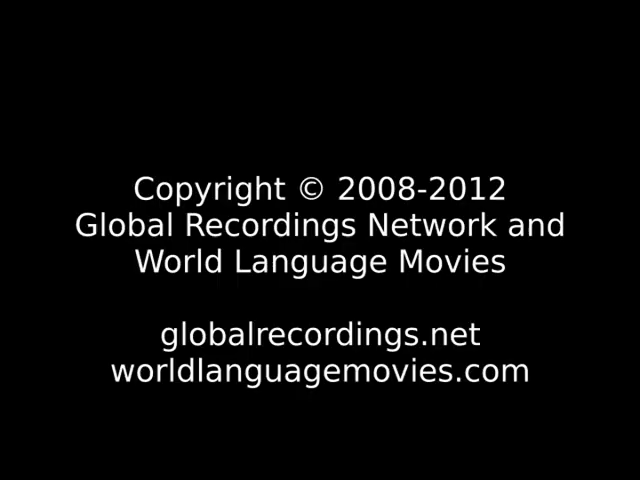 Copyright © 2008-2012
Global Recordings Network and
World Language Movies
globalrecordings.net
worldlanguagemovies.com